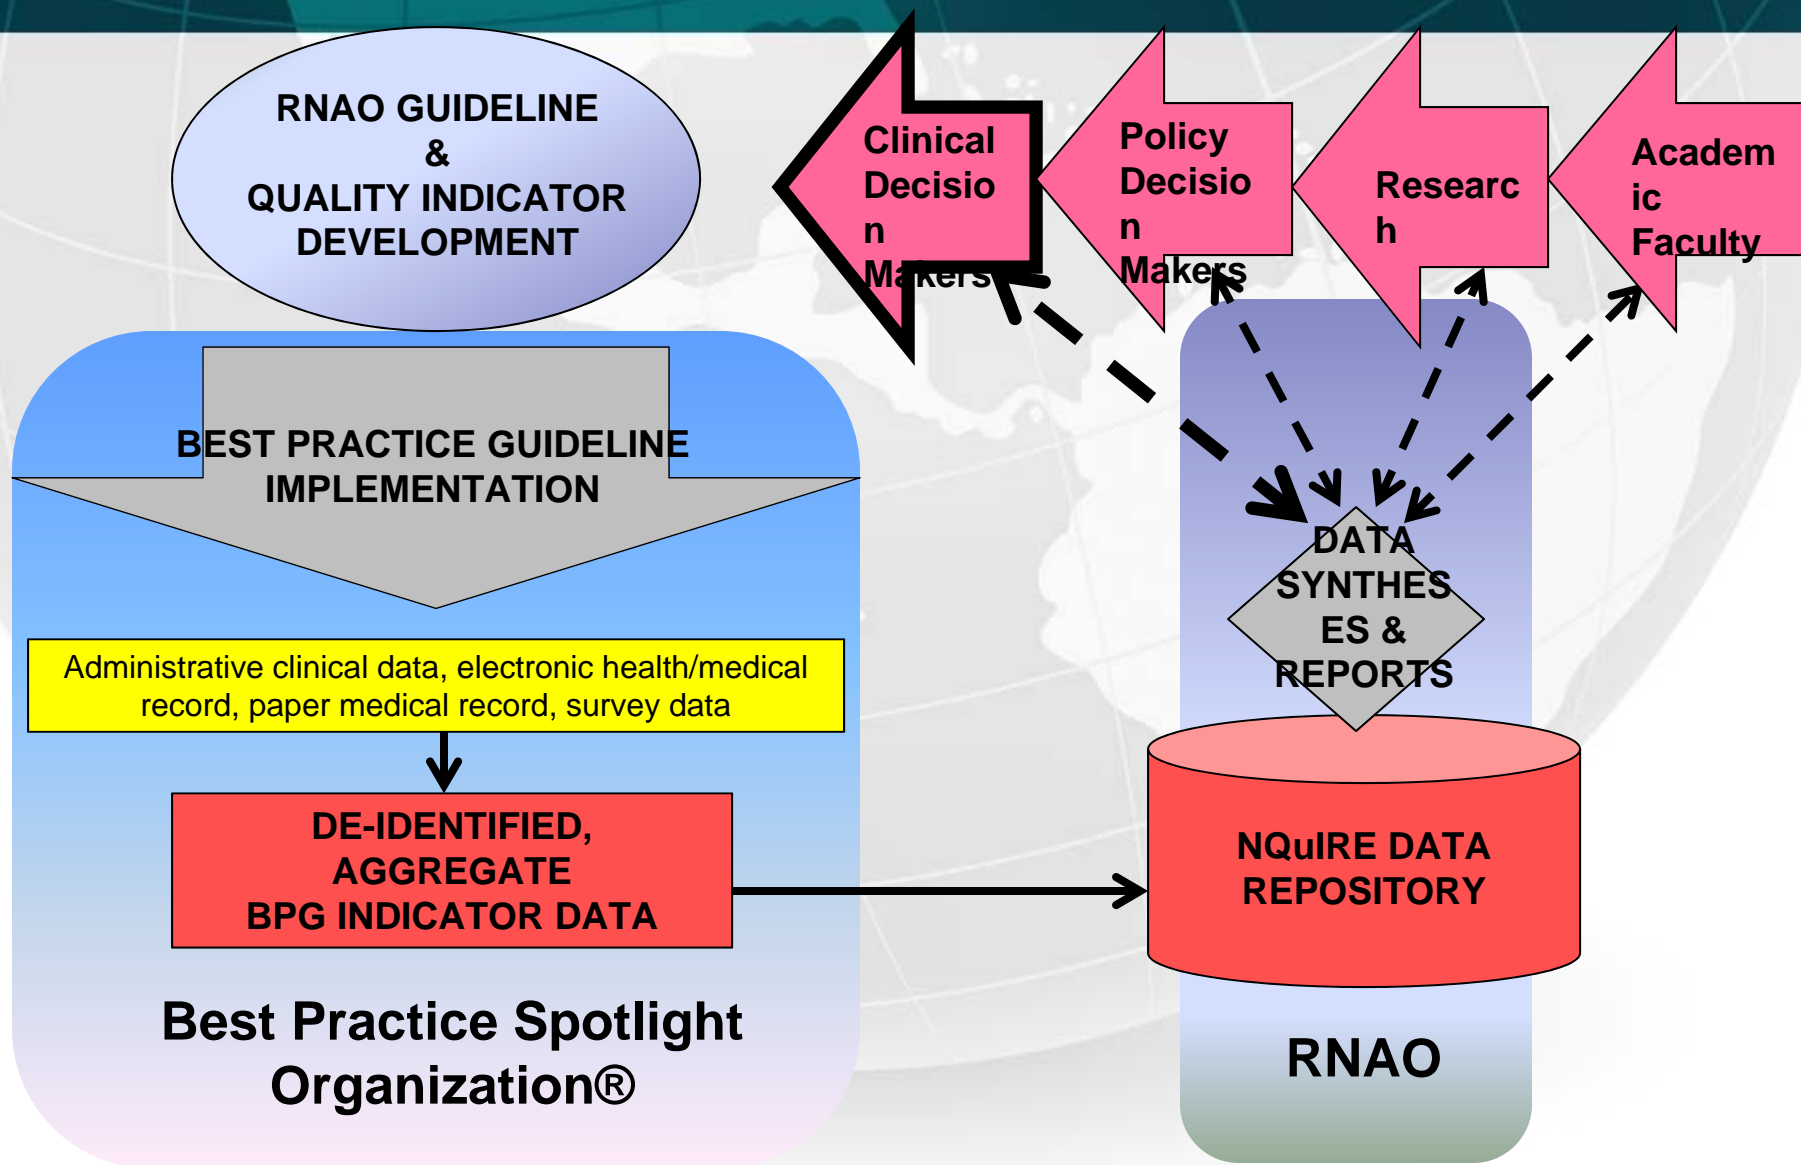 RNAO GUIDELINE
&
QUALITY INDICATOR
DEVELOPMENT
Clinical
Decisio
n
Makers
Policy
Decisio
n
Makers
Researc
h
Academ
ic
Faculty
BEST PRACTICE GUIDELINE
IMPLEMENTATION
Administrative clinical data, electronic health/medical
record, paper medical record, survey data
DE-IDENTIFIED,
AGGREGATE
BPG INDICATOR DATA
Best Practice Spotlight
Organization®
DATA
SYNTHES
ES &
REPORTS
NQuIRE DATA
REPOSITORY
RNAO